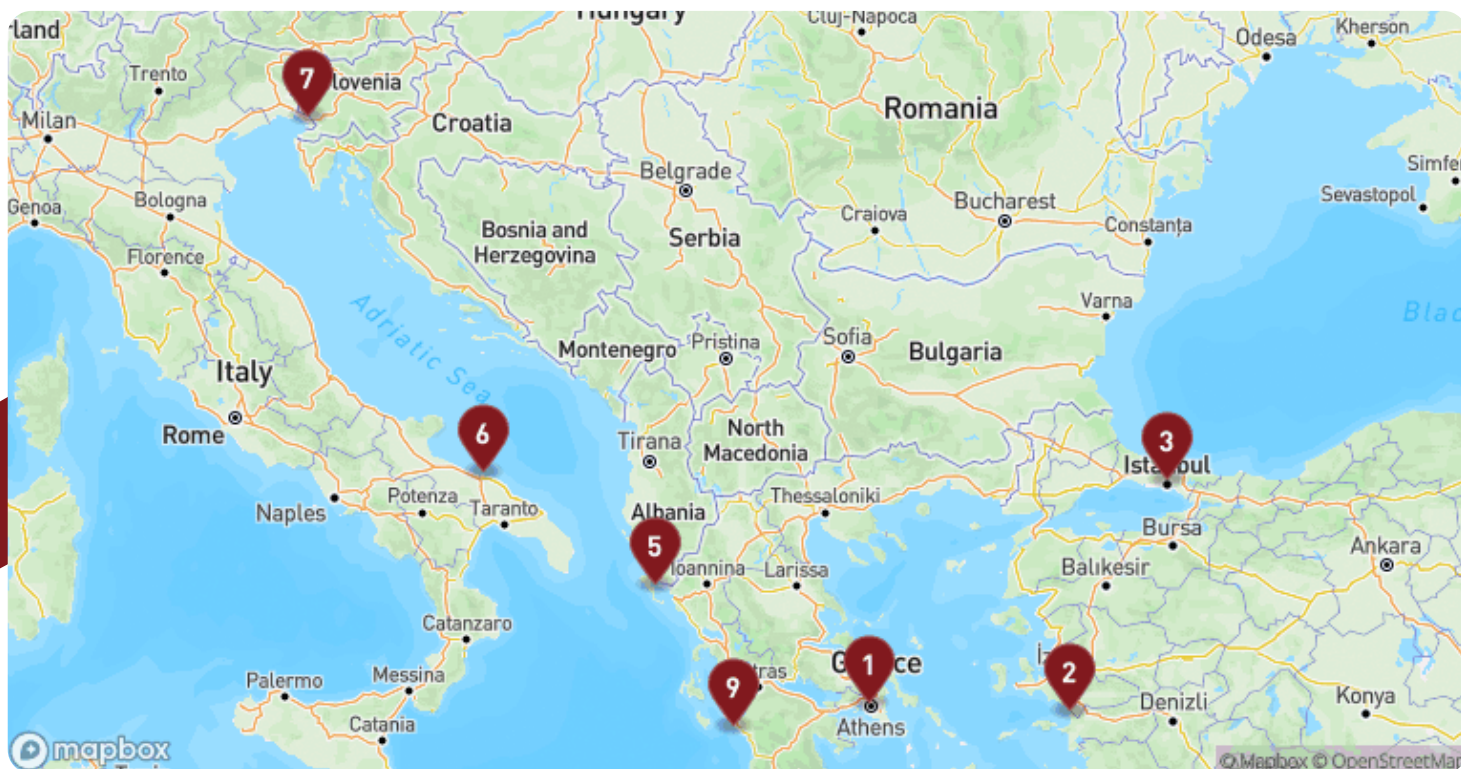 Hungary
Cluj-Napoca
Kherson
Odesa
rland
Trento
7
lovenia
Milan
Croatia
Romania
Belgrade
Simfe
Sevastopol
Genoa
Bologna
Craiova
Bucharest
Constanța
Bosnia and
Herzegovina
Serbia
Florence
Varna
Adriatic Sea
Blac
Montenegro
Pristina
Sofia
Bulgaria
Italy
Rome
6
Tirana
North
Macedonia
3
Istanbul
Naples
Potenza
Taranto
Albania
Thessaloniki
Bursa
5
Ioannina
Larissa
Balıkesir
Ankara
Catanzaro
Palermo
Messina
9
tras
1
2
Denizli
Konya
Catania
Athens
mapbox
© Mapbox © OpenStreetMap